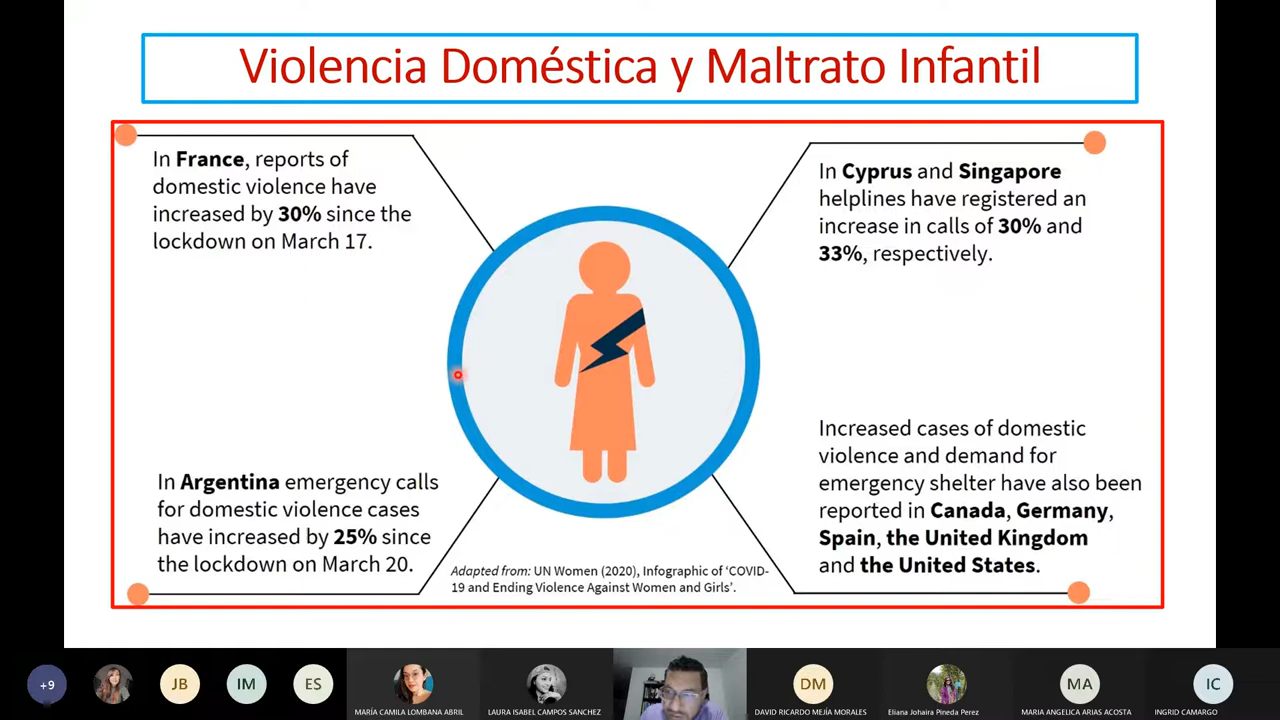 Violencia Doméstica y Maltrato Infantil
In France, reports of
domestic violence have
increased by 30% since the
lockdown on March 17.
In Cyprus and Singapore
helplines have registered an
increase in calls of 30% and
33%, respectively.
In Argentina emergency calls
for domestic violence cases
have increased by 25% since
the lockdown on March 20.
Increased cases of domestic
violence and demand for
emergency shelter have also been
reported in Canada, Germany,
Spain, the United Kingdom
and the United States.
Adapted from: UN Women (2020), Infographic of ‘COVID-
19 and Ending Violence Against Women and Girls’.
+9
JB
IM
ES
MARÍA CAMILA LOMBANA ABRIL
LAURA ISABEL CAMPOS SANCHEZ
DM
DAVID RICARDO MEJÍA MORALES
Eliana Johaira Pineda Perez
MA
MARIA ANGELICA ARIAS ACOSTA
IC
INGRID CAMARGO